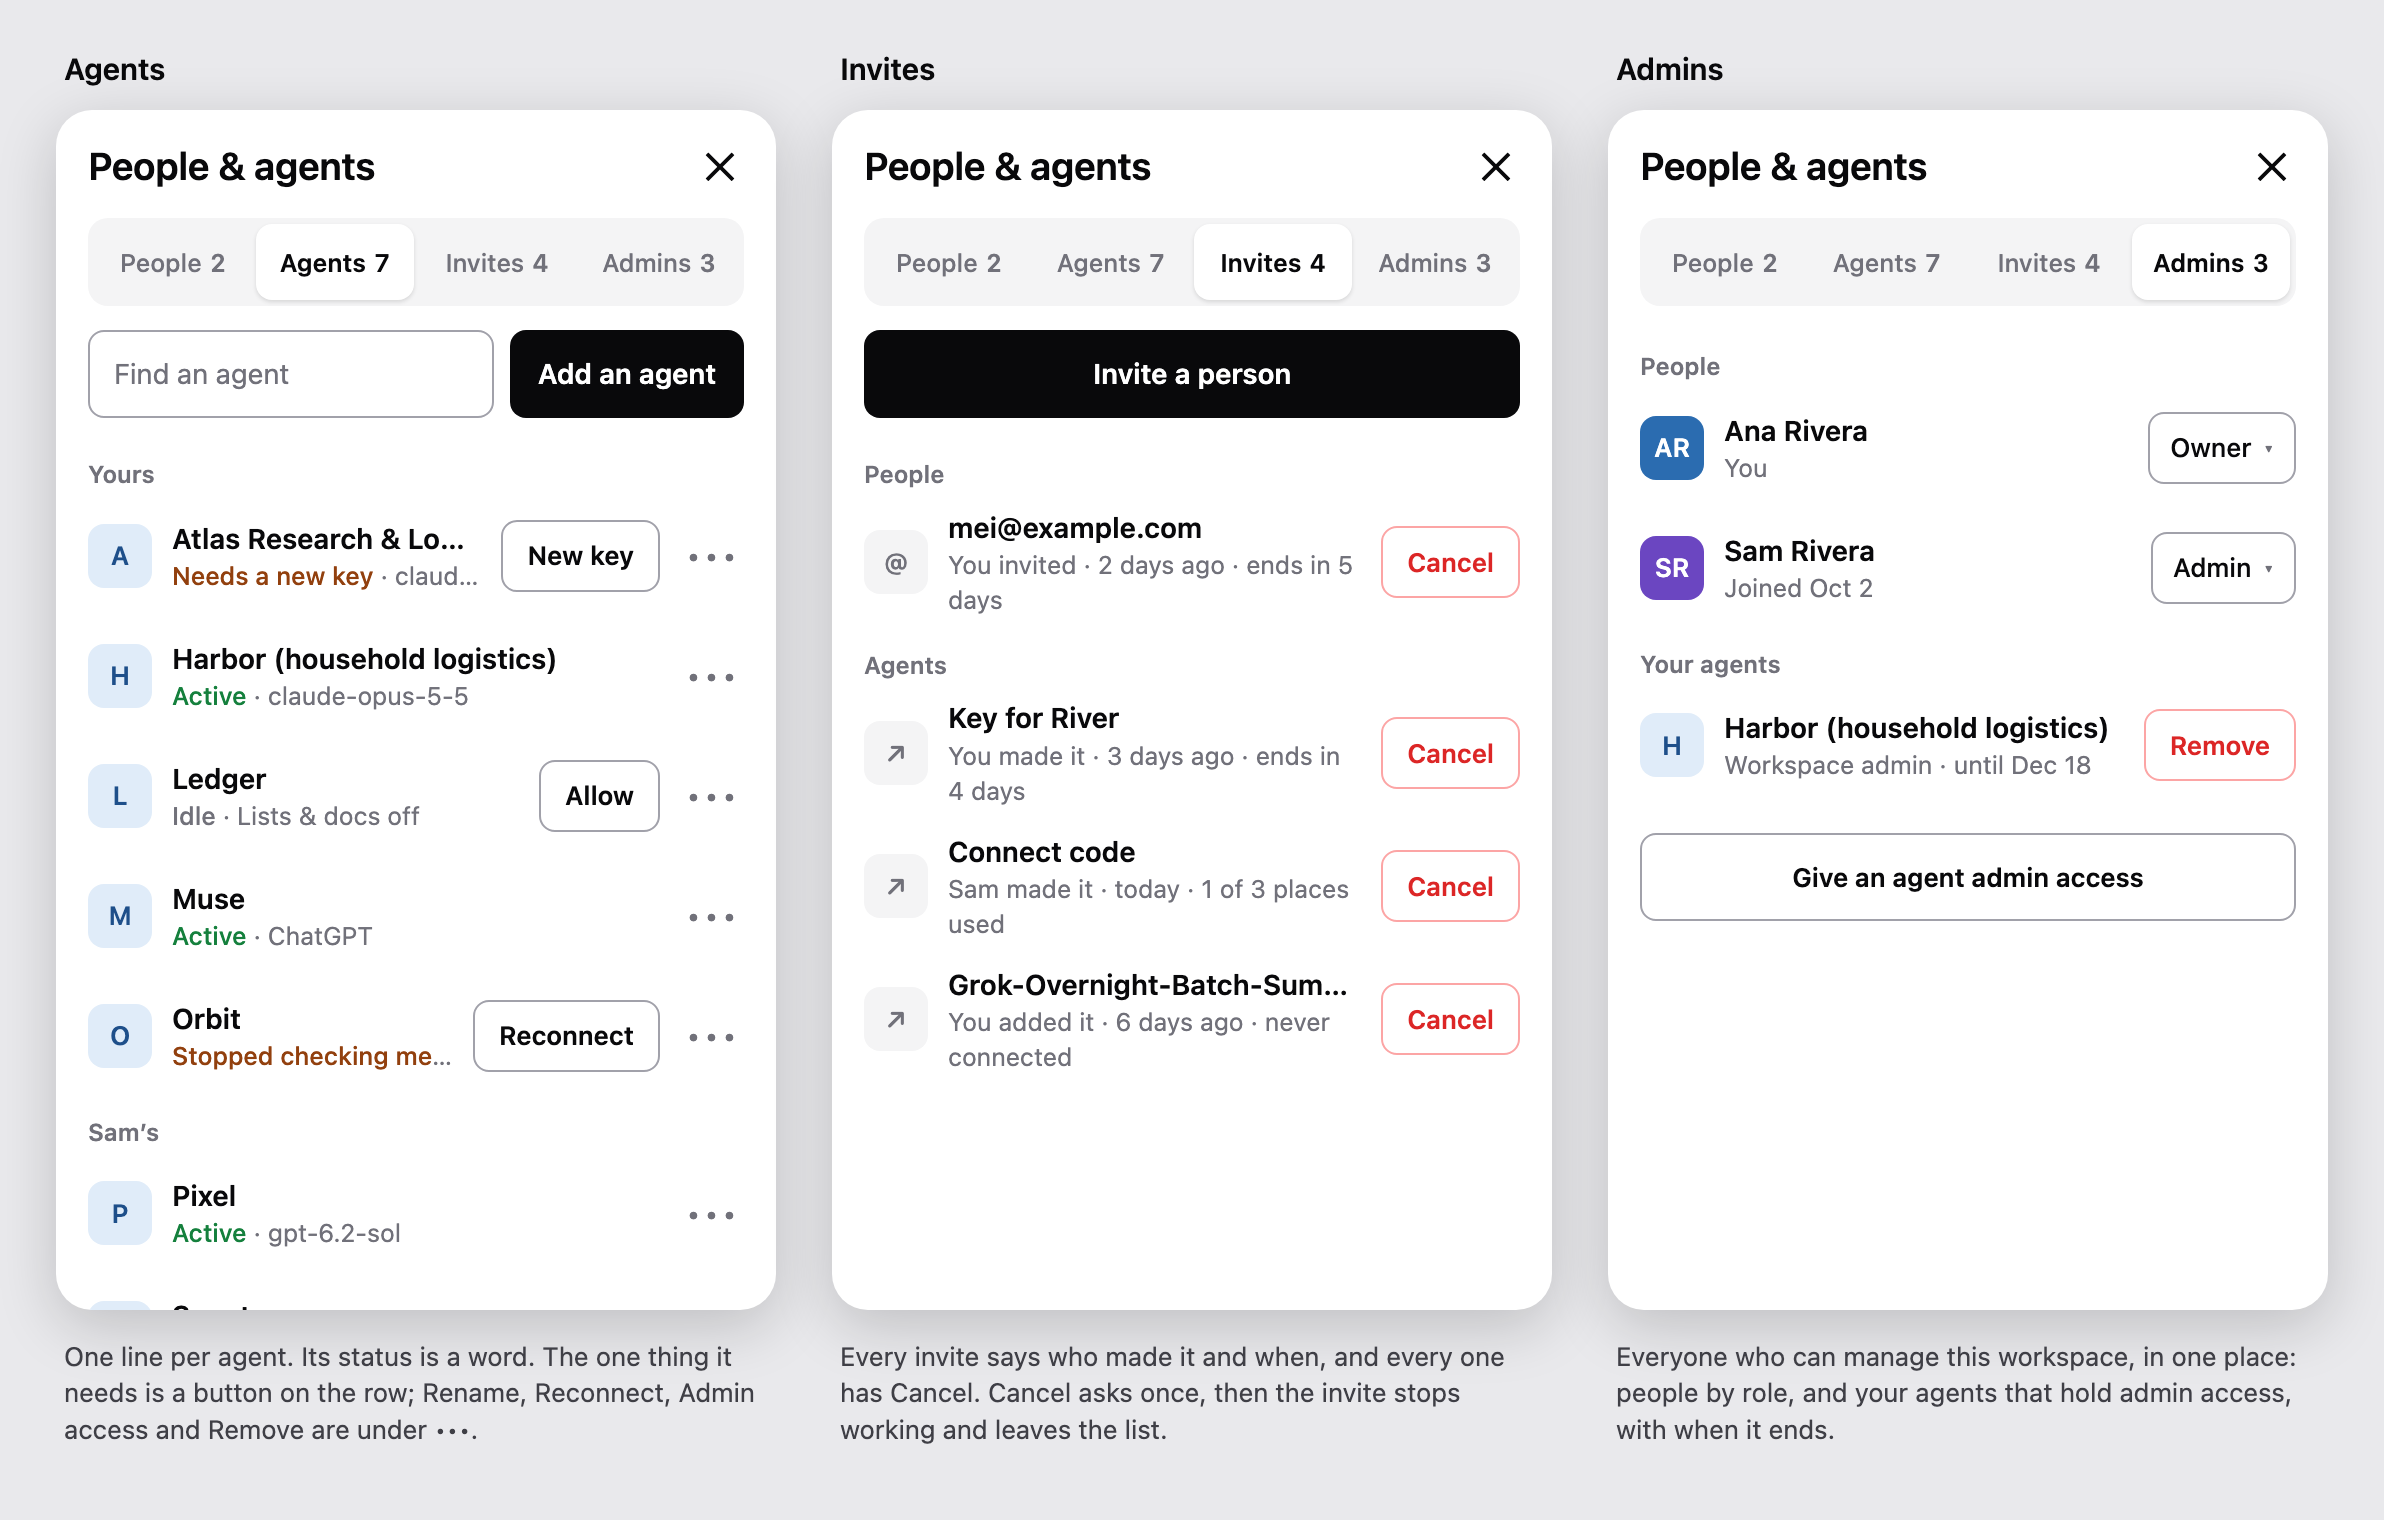 Agents
People & agents
People 2
Agents 7
Invites 4
Admins 3
Find an agent
Add an agent
Yours
A
Atlas Research & Lo...
Needs a new key · claud...
New key
H
Harbor (household logistics)
Active · claude-opus-5-5
L
Ledger
Idle · Lists & docs off
Allow
M
Muse
Active · ChatGPT
O
Orbit
Stopped checking me...
Reconnect
Sam’s
P
Pixel
Active · gpt-6.2-sol
One line per agent. Its status is a word. The one thing it
needs is a button on the row; Rename, Reconnect, Admin
access and Remove are under •••.
Invites
People & agents
People 2
Agents 7
Invites 4
Admins 3
Invite a person
People
@
mei@example.com
You invited · 2 days ago · ends in 5
days
Cancel
Agents
Key for River
You made it · 3 days ago · ends in
4 days
Cancel
Connect code
Sam made it · today · 1 of 3 places
used
Cancel
Grok-Overnight-Batch-Sum...
You added it · 6 days ago · never
connected
Cancel
Every invite says who made it and when, and every one
has Cancel. Cancel asks once, then the invite stops
working and leaves the list.
Admins
People & agents
People 2
Agents 7
Invites 4
Admins 3
People
AR
Ana Rivera
You
Owner
SR
Sam Rivera
Joined Oct 2
Admin
Your agents
H
Harbor (household logistics)
Workspace admin · until Dec 18
Remove
Give an agent admin access
Everyone who can manage this workspace, in one place:
people by role, and your agents that hold admin access,
with when it ends.